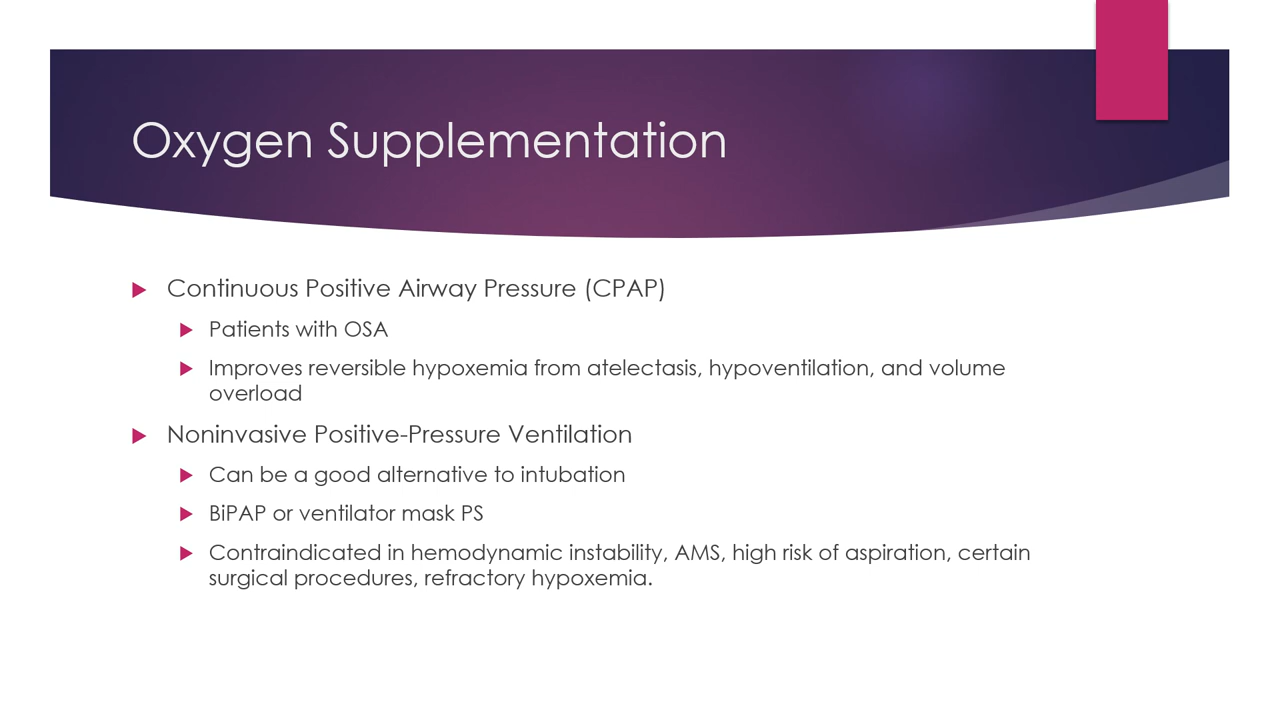 Oxygen Supplementation
Continuous Positive Airway Pressure (CPAP)
Patients with OSA
Improves reversible hypoxemia from atelectasis, hypoventilation, and volume
overload
Noninvasive Positive-Pressure Ventilation
Can be a good alternative to intubation
BiPAP or ventilator mask PS
Contraindicated in hemodynamic instability, AMS, high risk of aspiration, certain
surgical procedures, refractory hypoxemia.